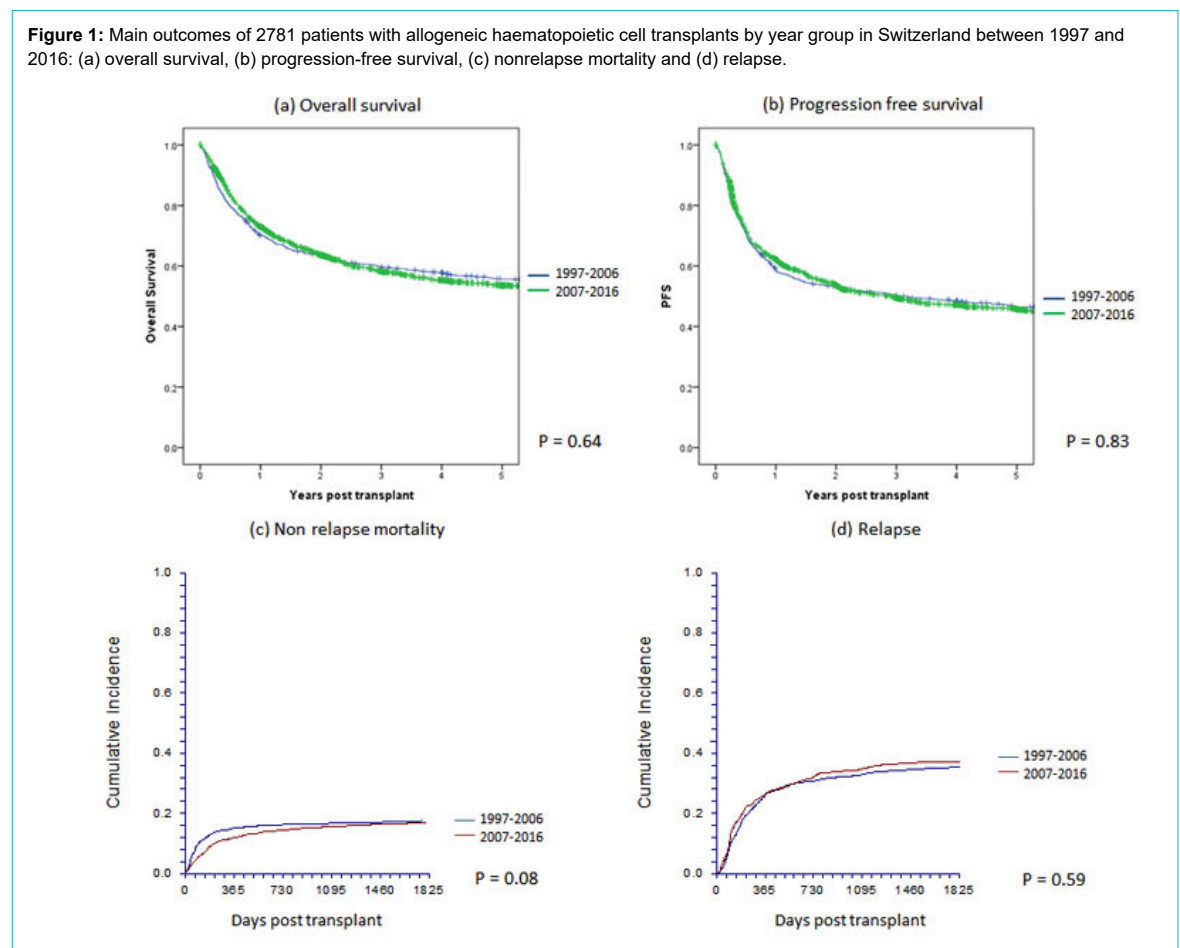 Figure 1: Main outcomes of 2781 patients with allogeneic haematopoietic cell transplants by year group in Switzerland between 1997 and
2016: (a) overall survival, (b) progression-free survival, (c) nonrelapse mortality and (d) relapse.
(a) Overall survival
1.0
0.8
0.6
0.4
0.2
0.0
Overall Survival
0 1 2 3 4 5
Years post transplant
1997-2006
2007-2016
P = 0.64
(b) Progression free survival
1.0
0.8
0.6
0.4
0.2
0.0
PFS
0 1 2 3 4 5
Years post transplant
1997-2006
2007-2016
P = 0.83
(c) Non relapse mortality
1.0
0.8
0.6
0.4
0.2
0.0
Cumulative Incidence
0 365 730 1095 1460 1825
Days post transplant
1997-2006
2007-2016
P = 0.08
(d) Relapse
1.0
0.8
0.6
0.4
0.2
0.0
Cumulative Incidence
0 365 730 1095 1460 1825
Days post transplant
1997-2006
2007-2016
P = 0.59